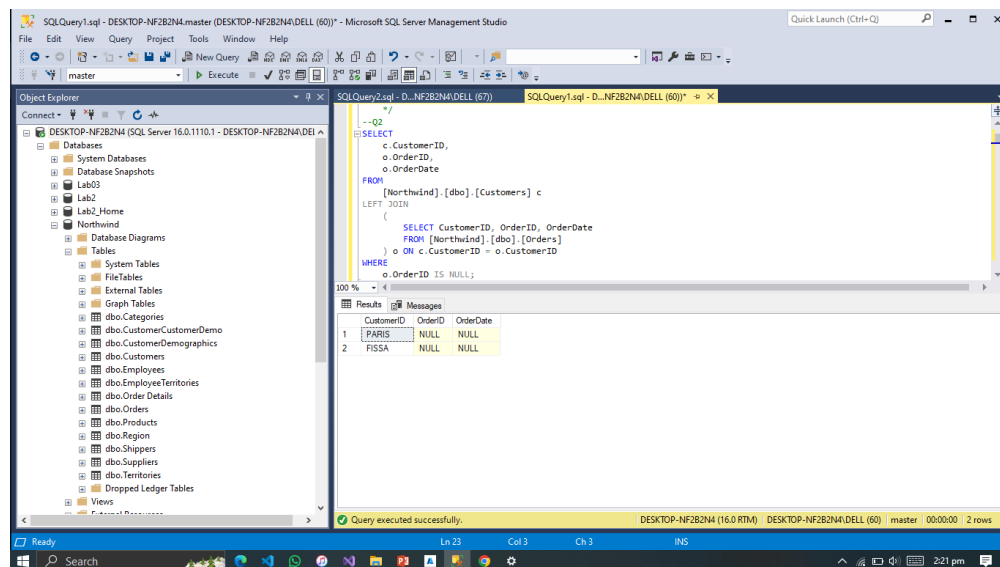 SQLQuery1.sql - DESKTOP-NF2B2N4.master (DESKTOP-NF2B2N4\DELL (60))* - Microsoft SQL Server Management Studio
Quick Launch (Ctrl+Q)
File Edit View Query Project Tools Window Help
New Query
master Execute
Object Explorer
Connect
DESKTOP-NF2B2N4 (SQL Server 16.0.1110.1 - DESKTOP-NF2B2N4\DEL
Databases
System Databases
Database Snapshots
Lab03
Lab2
Lab2_Home
Northwind
Database Diagrams
Tables
System Tables
FileTables
External Tables
Graph Tables
dbo.Categories
dbo.CustomerCustomerDemo
dbo.CustomerDemographics
dbo.Customers
dbo.Employees
dbo.EmployeeTerritories
dbo.Order Details
dbo.Orders
dbo.Products
dbo.Region
dbo.Shippers
dbo.Suppliers
dbo.Territories
Dropped Ledger Tables
Views
SQLQuery2.sql - D...NF2B2N4\DELL (67))
SQLQuery1.sql - D...NF2B2N4\DELL (60))*
*/
--Q2
SELECT
c.CustomerID,
o.OrderID,
o.OrderDate
FROM
[Northwind].[dbo].[Customers] c
LEFT JOIN
(
SELECT CustomerID, OrderID, OrderDate
FROM [Northwind].[dbo].[Orders]
) o ON c.CustomerID = o.CustomerID
WHERE
o.OrderID IS NULL;
100 %
Results Messages
CustomerID OrderID OrderDate
1 PARIS NULL NULL
2 FISSA NULL NULL
Query executed successfully.
DESKTOP-NF2B2N4 (16.0 RTM) DESKTOP-NF2B2N4\DELL (60) master 00:00:00 2 rows
Ready Ln 23 Col 3 Ch 3 INS
Search 2:21 pm